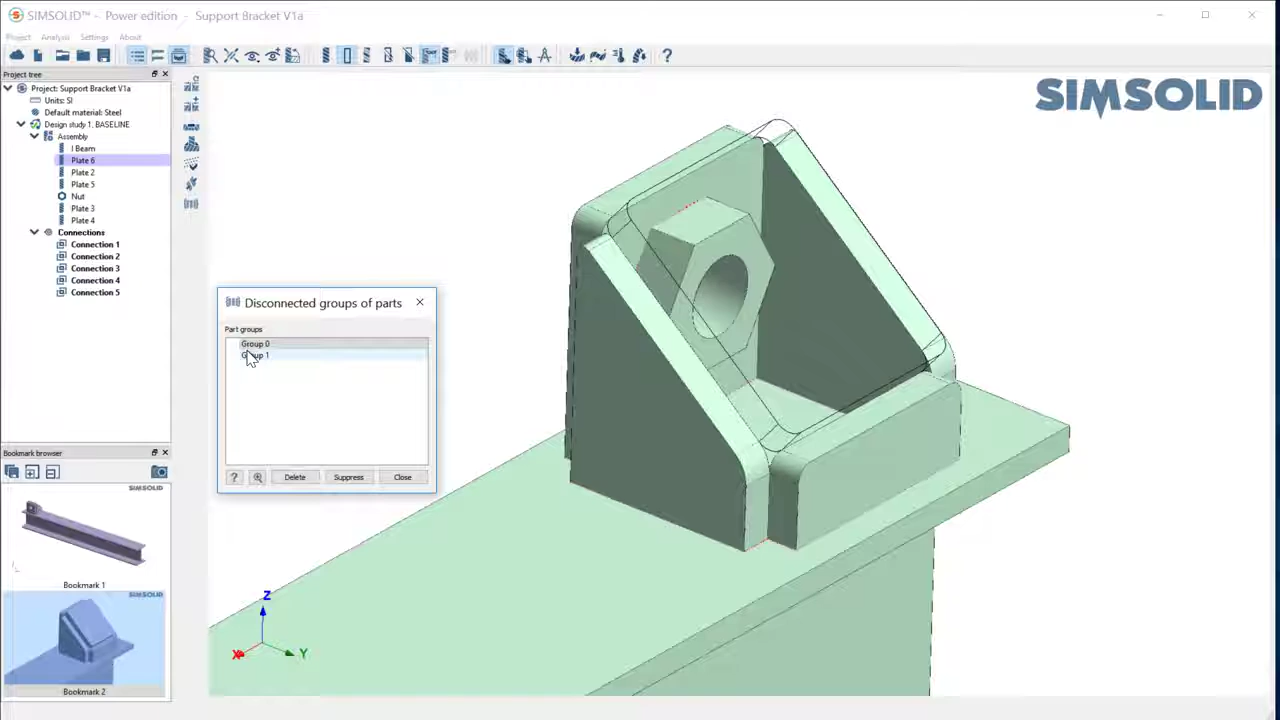 SIMSOLID™ - Power edition - Support Bracket V1a
Project Analysis Settings About
Project tree
Project: Support Bracket V1a
Units: SI
Default material: Steel
Design study 1. BASELINE
Assembly
I Beam
Plate 6
Plate 2
Plate 5
Nut
Plate 3
Plate 4
Connections
Connection 1
Connection 2
Connection 3
Connection 4
Connection 5
SIMSOLID
Disconnected groups of parts
Part groups
Group 0
Group 1
? Delete Suppress Close
Bookmark browser
SIMSOLID
Bookmark 1
SIMSOLID
Bookmark 2
Z
X
Y